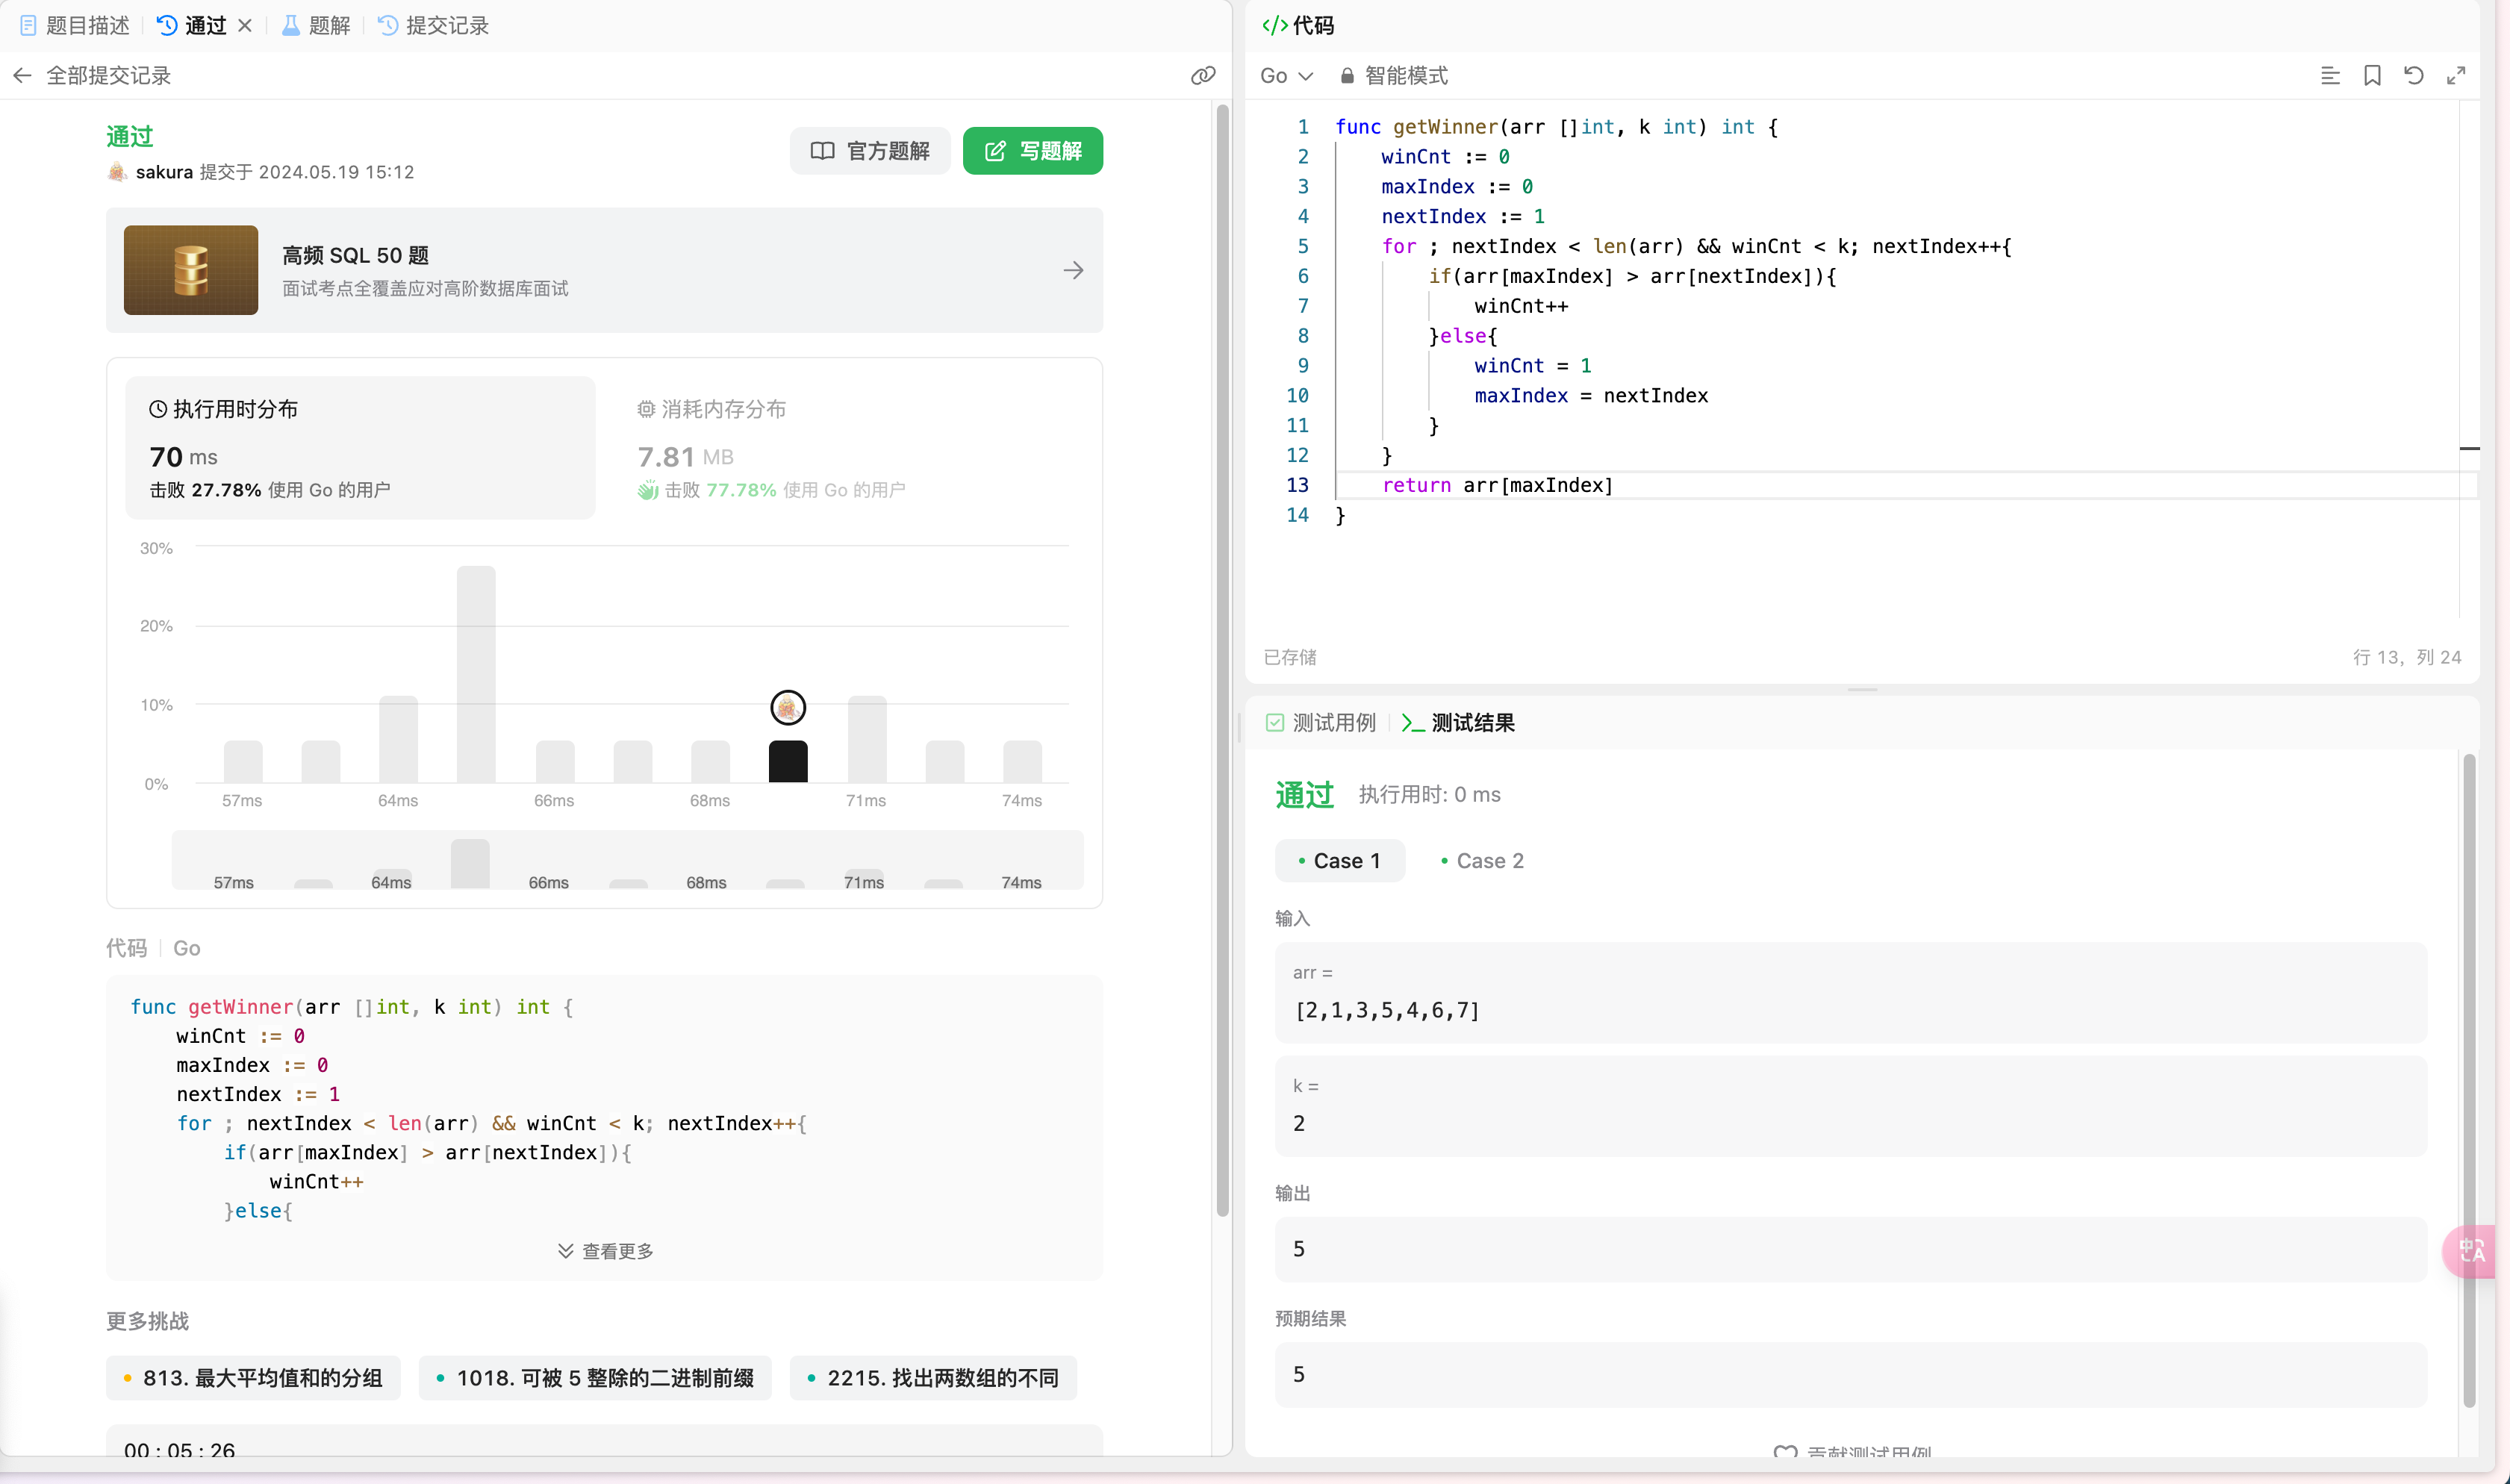 题目描述
通过
题解
提交记录
全部提交记录
通过
sakura 提交于 2024.05.19 15:12
官方题解
写题解
高频 SQL 50 题
面试考点全覆盖应对高阶数据库面试
执行用时分布
70 ms
击败 27.78% 使用 Go 的用户
消耗内存分布
7.81 MB
击败 77.78% 使用 Go 的用户
30%
20%
10%
0%
57ms 64ms 66ms 68ms 71ms 74ms
57ms 64ms 66ms 68ms 71ms 74ms
代码 Go
func getWinner(arr []int, k int) int {
    winCnt := 0
    maxIndex := 0
    nextIndex := 1
    for ; nextIndex < len(arr) && winCnt < k; nextIndex++{
        if(arr[maxIndex] > arr[nextIndex]){
            winCnt++
        }else{
查看更多
更多挑战
813. 最大平均值和的分组
1018. 可被 5 整除的二进制前缀
2215. 找出两数组的不同
00 : 05 : 26
代码
Go 智能模式
1 func getWinner(arr []int, k int) int {
2     winCnt := 0
3     maxIndex := 0
4     nextIndex := 1
5     for ; nextIndex < len(arr) && winCnt < k; nextIndex++{
6         if(arr[maxIndex] > arr[nextIndex]){
7             winCnt++
8         }else{
9             winCnt = 1
10             maxIndex = nextIndex
11         }
12     }
13     return arr[maxIndex]
14 }
已存储
行 13，列 24
测试用例
测试结果
通过 执行用时: 0 ms
Case 1
Case 2
输入
arr =
[2,1,3,5,4,6,7]
k =
2
输出
5
预期结果
5
贡献测试用例
中A